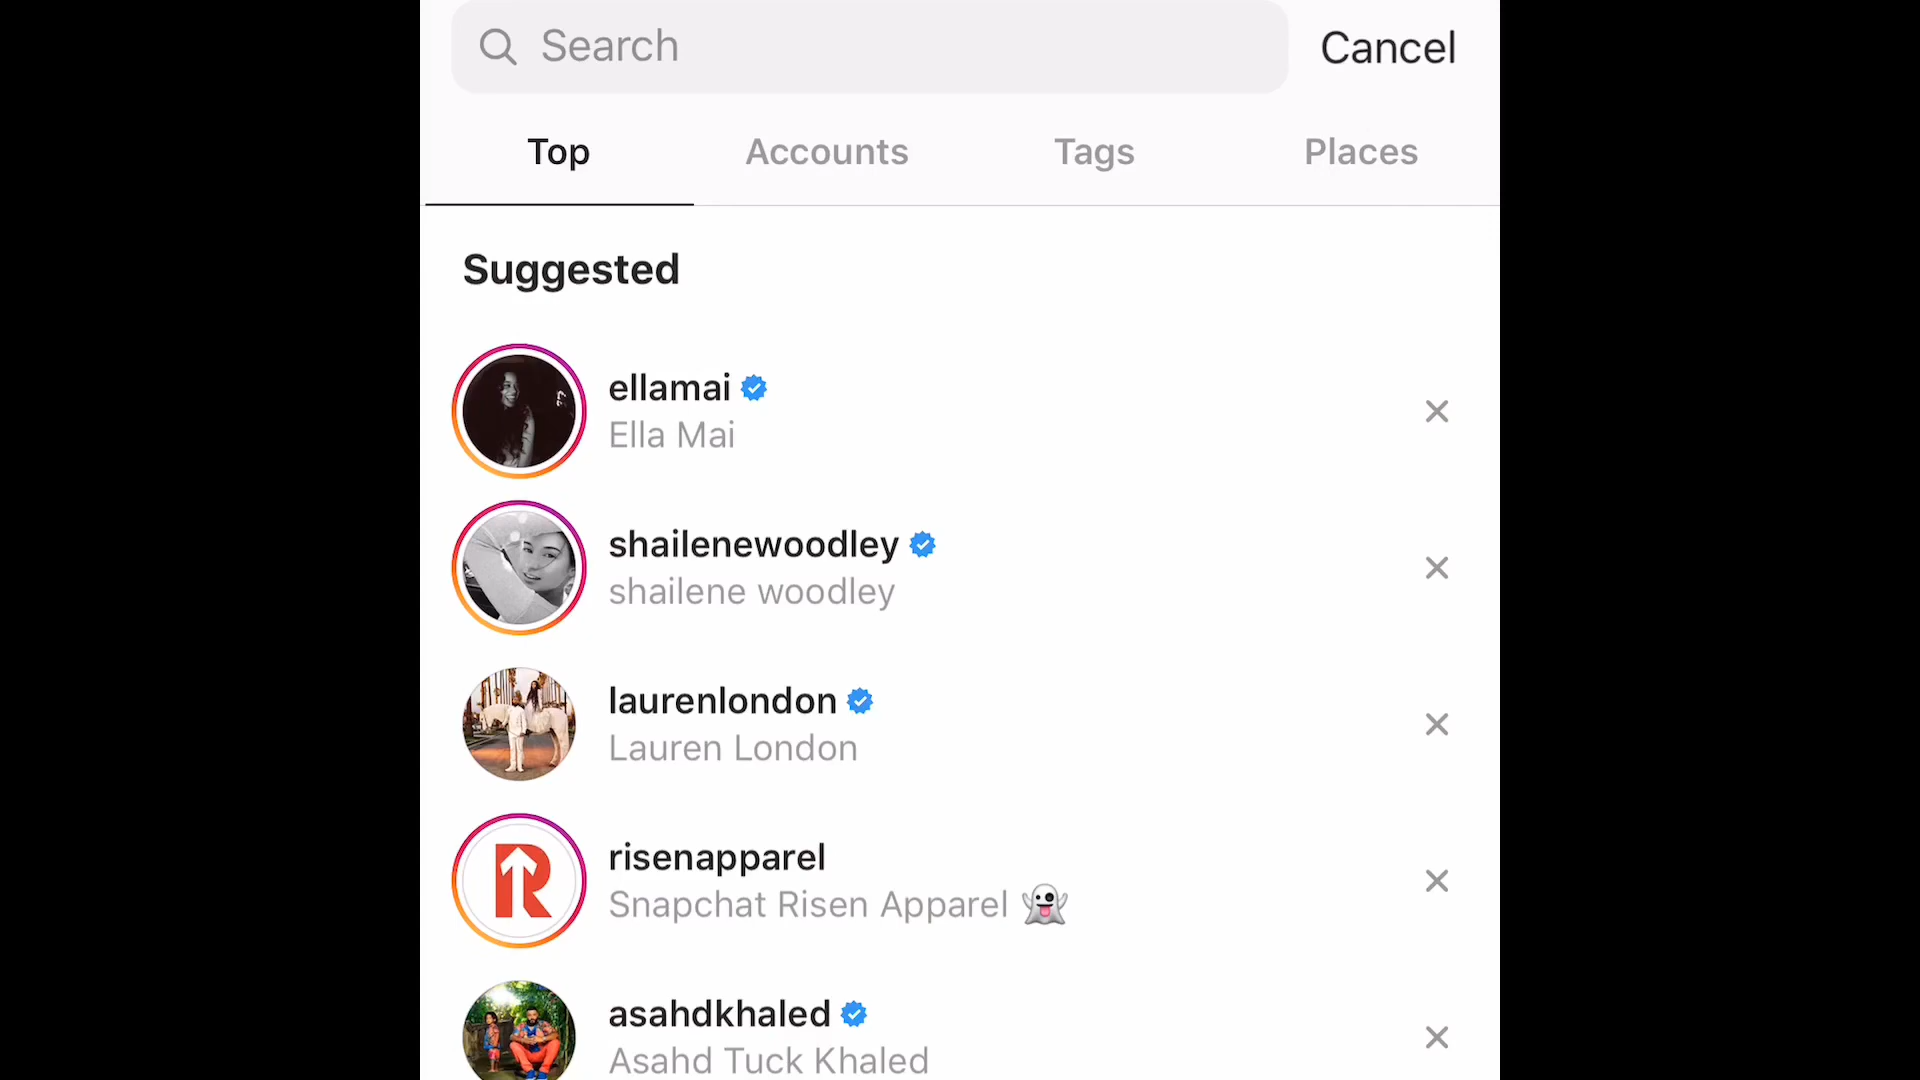 Search
Cancel
Top
Accounts
Tags
Places
Suggested
ellamai
Ella Mai
shailenewoodley
shailene woodley
laurenlondon
Lauren London
R
risenapparel
Snapchat Risen Apparel 👻
asahdkhaled
Asahd Tuck Khaled